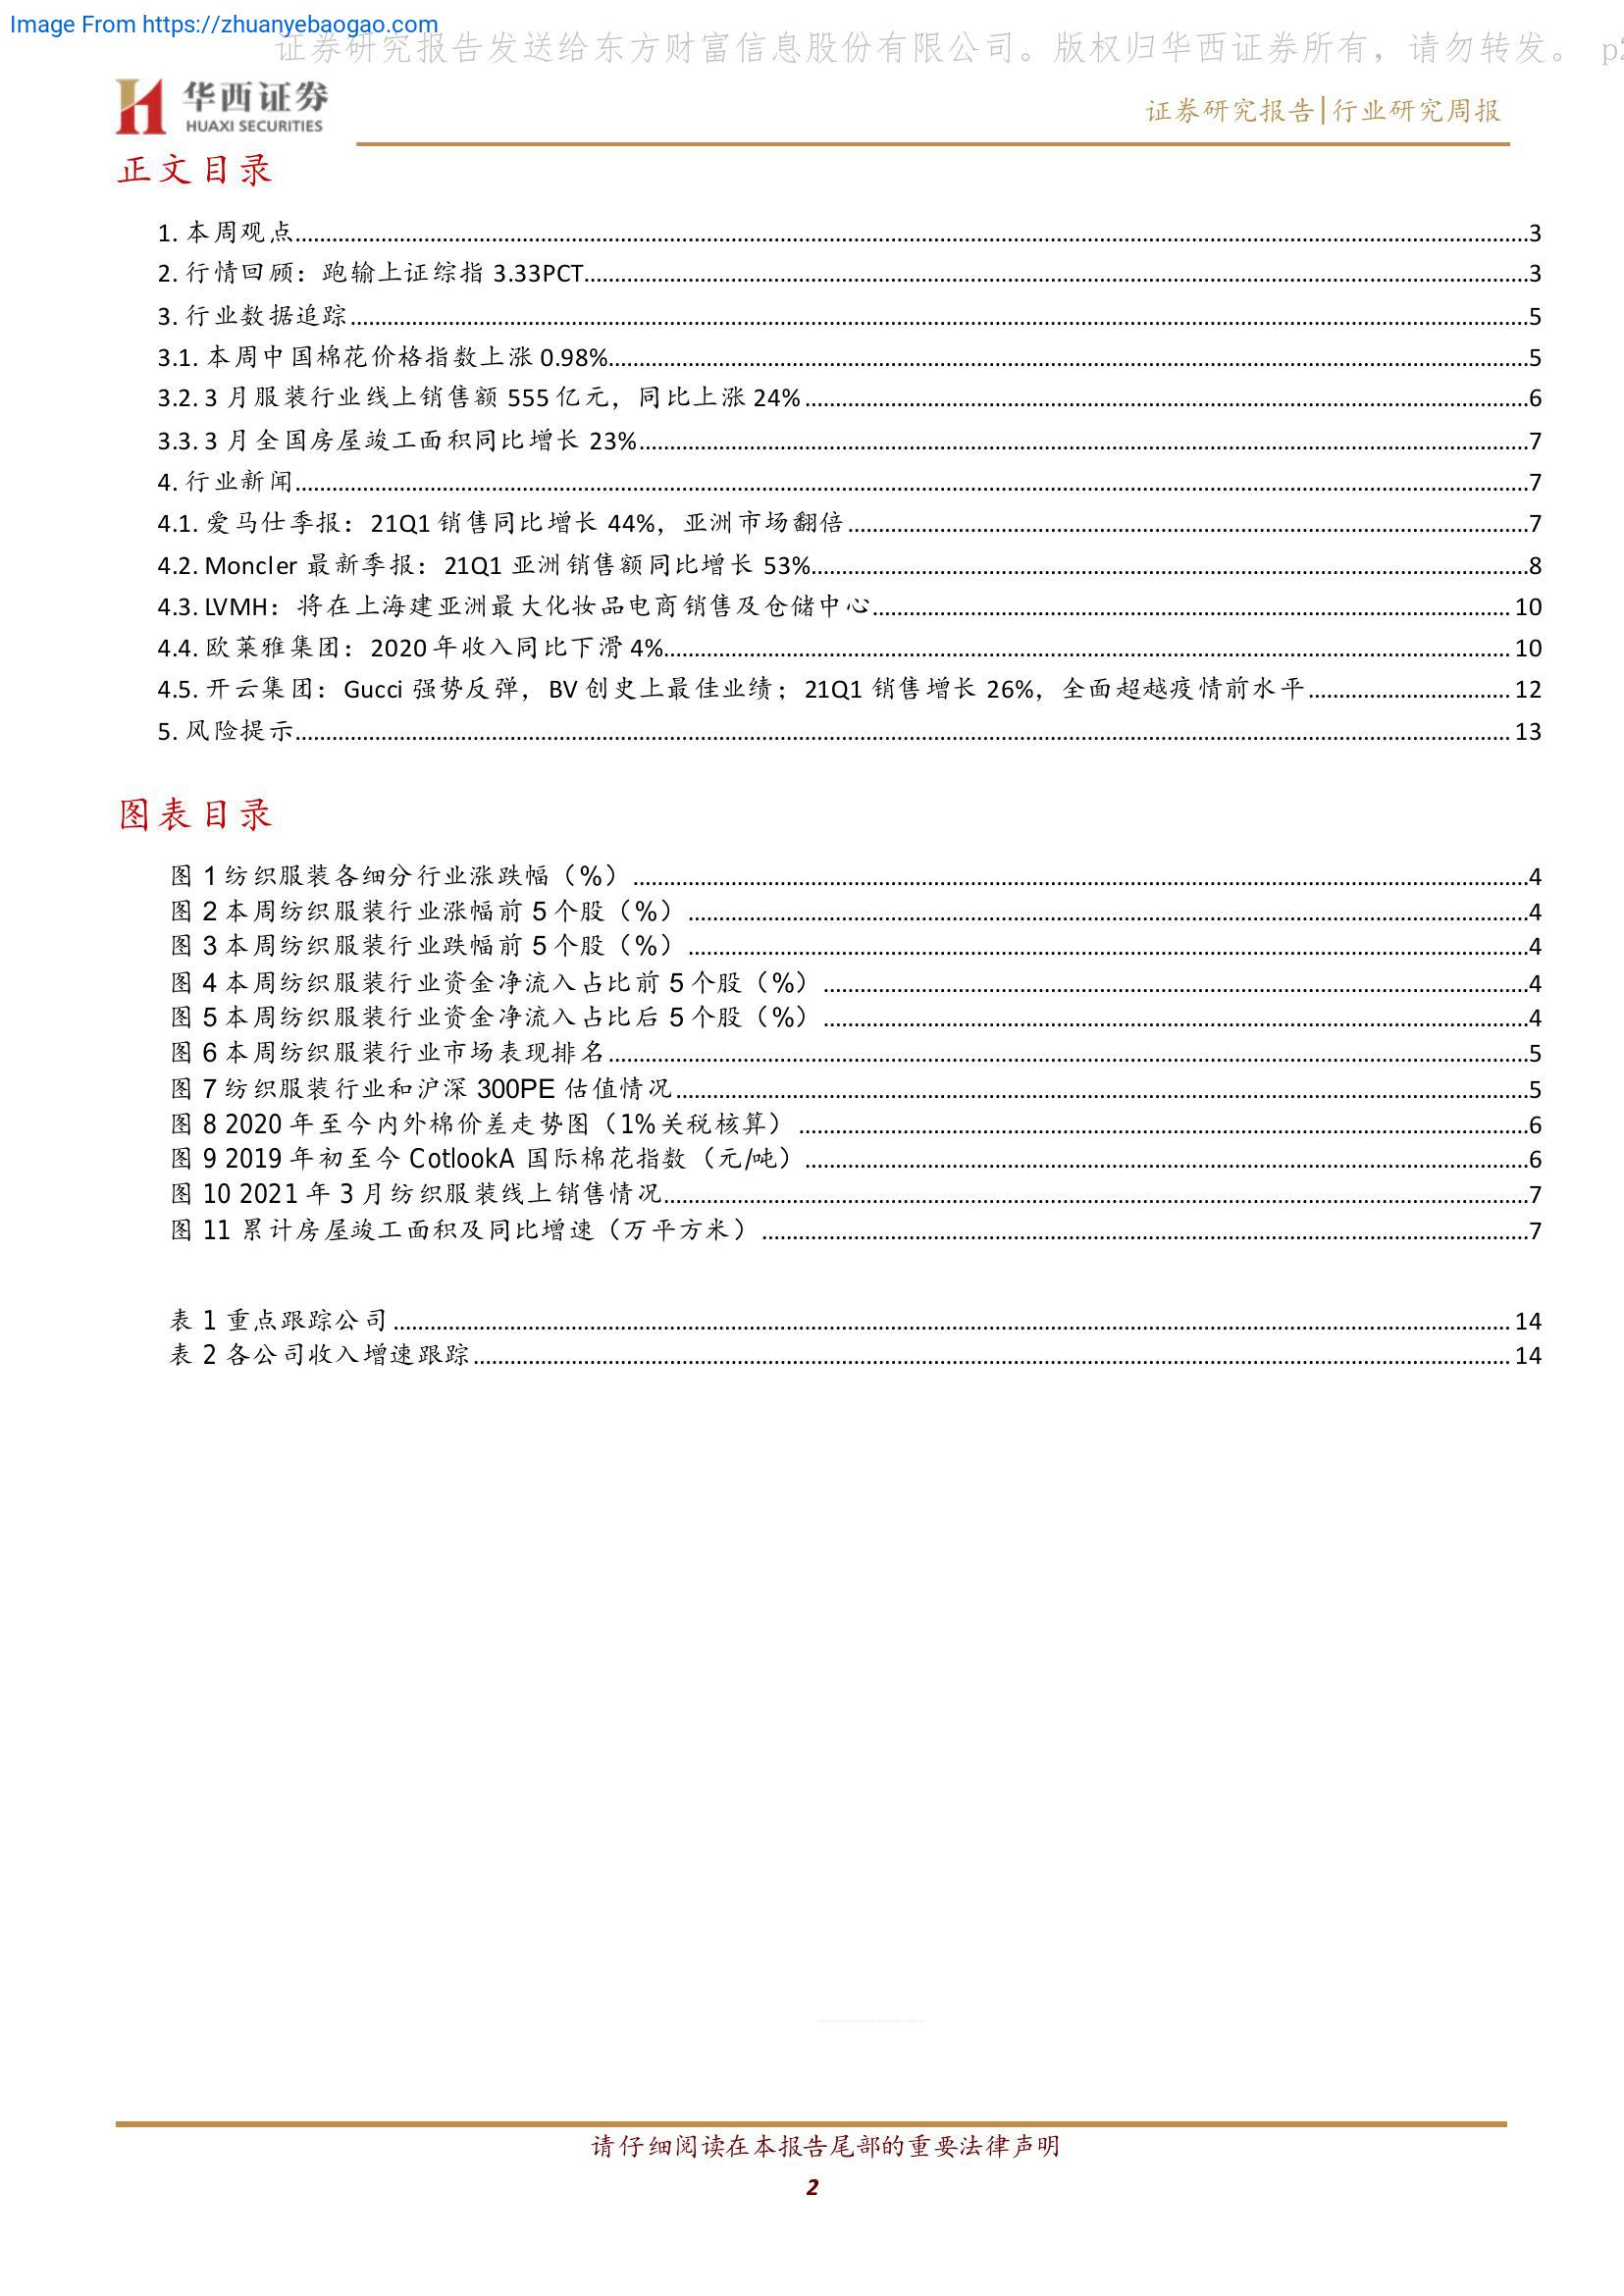 Image From https://zhuanyebaogao.com
证券研究报告发送给东方财富信息股份有限公司。版权归华西证券所有，请勿转发。 p2
华西证券
HUAXI SECURITIES
证券研究报告|行业研究周报
正文目录
1. 本周观点 3
2. 行情回顾：跑输上证综指 3.33PCT 3
3. 行业数据追踪 5
3.1. 本周中国棉花价格指数上涨 0.98% 5
3.2. 3 月服装行业线上销售额 555 亿元，同比上涨 24% 6
3.3. 3 月全国房屋竣工面积同比增长 23% 7
4. 行业新闻 7
4.1. 爱马仕季报：21Q1 销售同比增长 44%，亚洲市场翻倍 7
4.2. Moncler 最新季报：21Q1 亚洲销售额同比增长 53% 8
4.3. LVMH：将在上海建亚洲最大化妆品电商销售及仓储中心 10
4.4. 欧莱雅集团：2020 年收入同比下滑 4% 10
4.5. 开云集团：Gucci 强势反弹，BV 创史上最佳业绩；21Q1 销售增长 26%，全面超越疫情前水平 12
5. 风险提示 13
图表目录
图 1 纺织服装各细分行业涨跌幅（%） 4
图 2 本周纺织服装行业涨幅前 5 个股（%） 4
图 3 本周纺织服装行业跌幅前 5 个股（%） 4
图 4 本周纺织服装行业资金净流入占比前 5 个股（%） 4
图 5 本周纺织服装行业资金净流入占比后 5 个股（%） 4
图 6 本周纺织服装行业市场表现排名 5
图 7 纺织服装行业和沪深 300PE 估值情况 5
图 8 2020 年至今内外棉价差走势图（1%关税核算） 6
图 9 2019 年初至今 CotlookA 国际棉花指数（元/吨） 6
图 10 2021 年 3 月纺织服装线上销售情况 7
图 11 累计房屋竣工面积及同比增速（万平方米） 7
表 1 重点跟踪公司 14
表 2 各公司收入增速跟踪 14
请仔细阅读在本报告尾部的重要法律声明
2